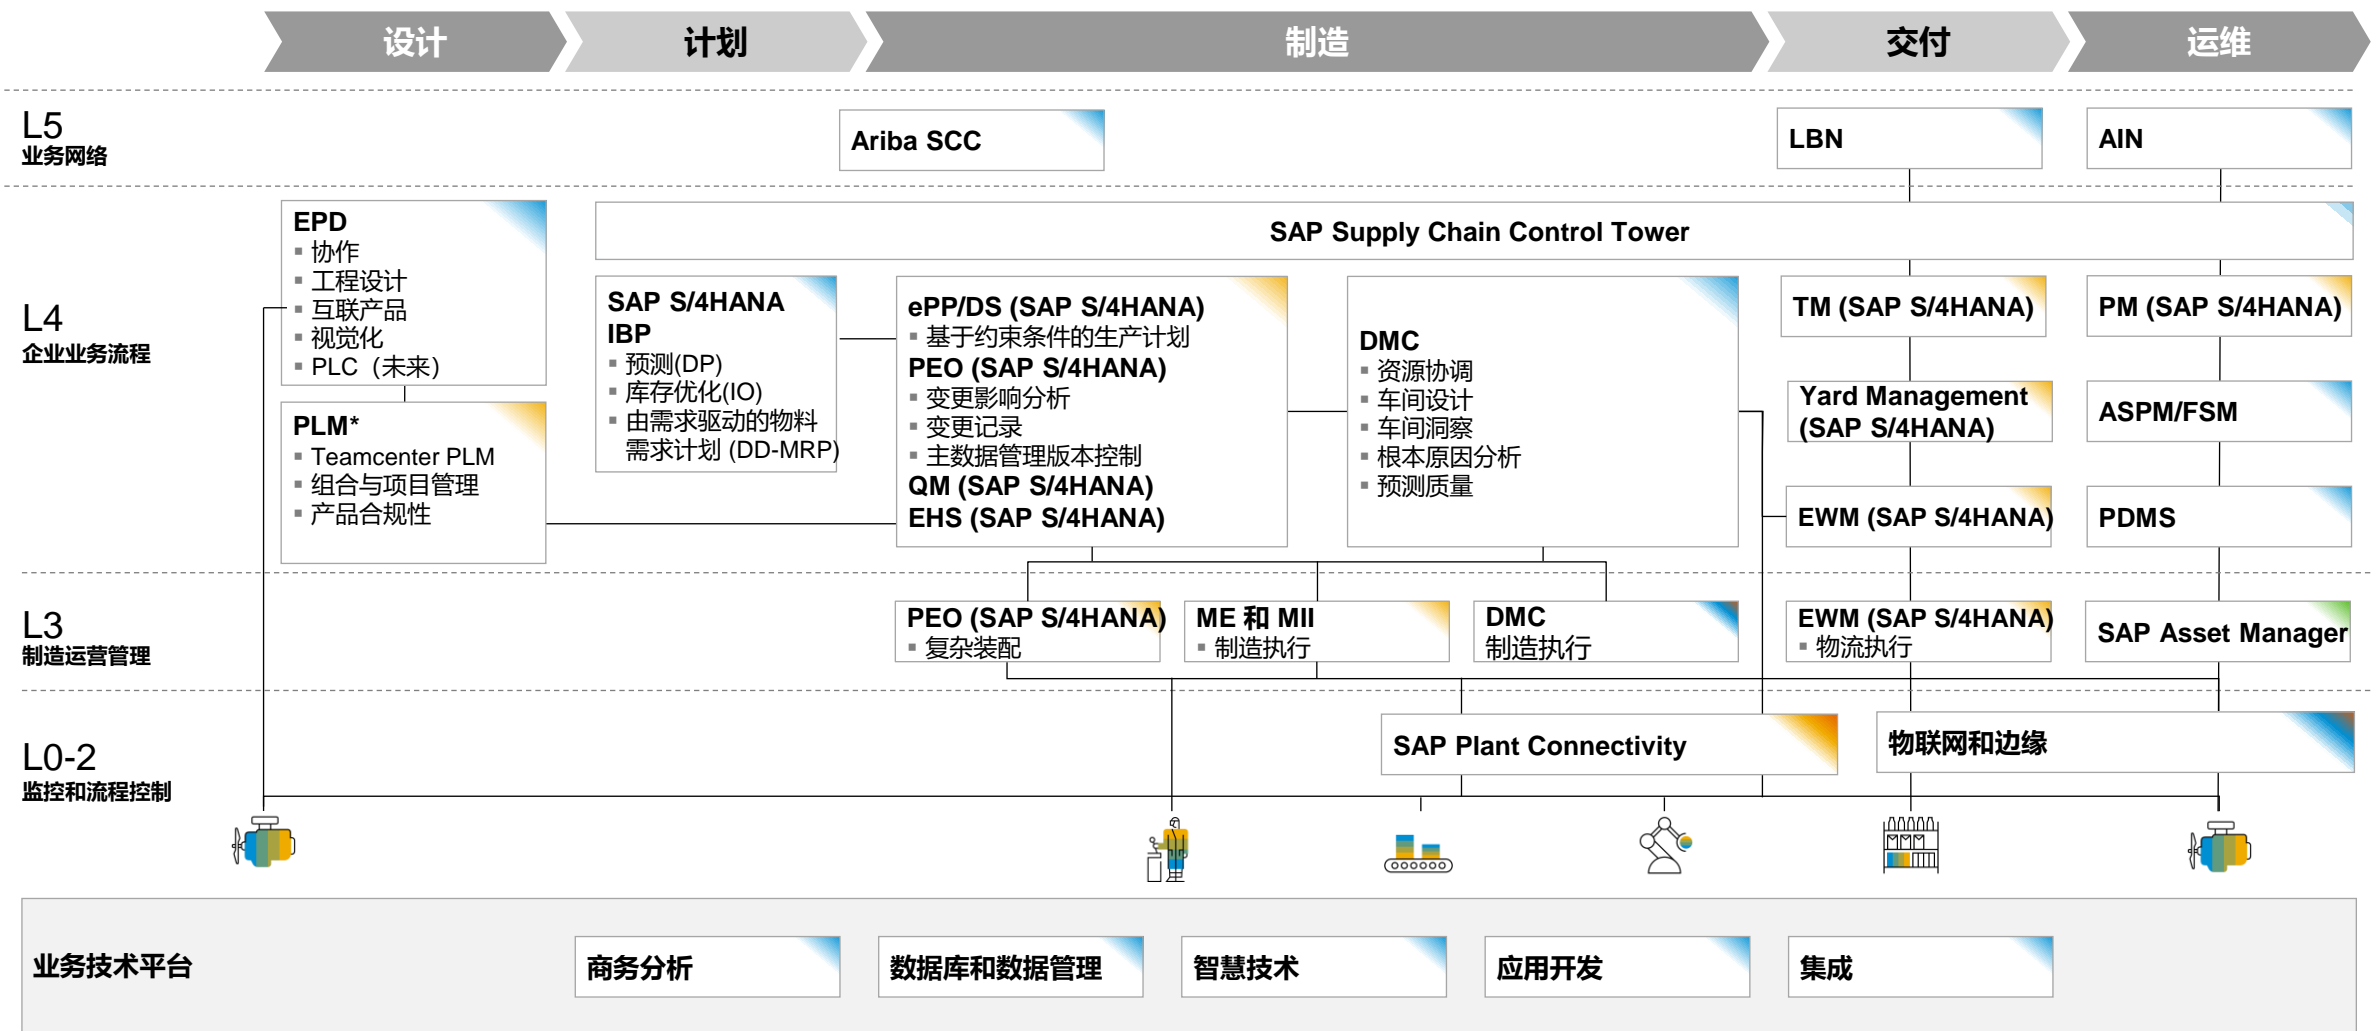 设计
计划
制造
交付
运维
L5
业务网络
Ariba SCC
LBN
AIN
L4
企业业务流程
EPD
▪ 协作
▪ 工程设计
▪ 互联产品
▪ 视觉化
▪ PLC（未来）
PLM*
▪ Teamcenter PLM
▪ 组合与项目管理
▪ 产品合规性
SAP Supply Chain Control Tower
SAP S/4HANA
IBP
▪ 预测(DP)
▪ 库存优化(IO)
▪ 由需求驱动的物料
需求计划 (DD-MRP)
ePP/DS (SAP S/4HANA)
▪ 基于约束条件的生产计划
PEO (SAP S/4HANA)
▪ 变更影响分析
▪ 变更记录
▪ 主数据管理版本控制
QM (SAP S/4HANA)
EHS (SAP S/4HANA)
DMC
▪ 资源协调
▪ 车间设计
▪ 车间洞察
▪ 根本原因分析
▪ 预测质量
TM (SAP S/4HANA)
Yard Management
(SAP S/4HANA)
EWM (SAP S/4HANA)
PM (SAP S/4HANA)
ASPM/FSM
PDMS
L3
制造运营管理
PEO (SAP S/4HANA)
▪ 复杂装配
ME 和 MII
▪ 制造执行
DMC
制造执行
EWM (SAP S/4HANA)
▪ 物流执行
SAP Asset Manager
L0-2
监控和流程控制
SAP Plant Connectivity
物联网和边缘
业务技术平台
商务分析
数据库和数据管理
智慧技术
应用开发
集成